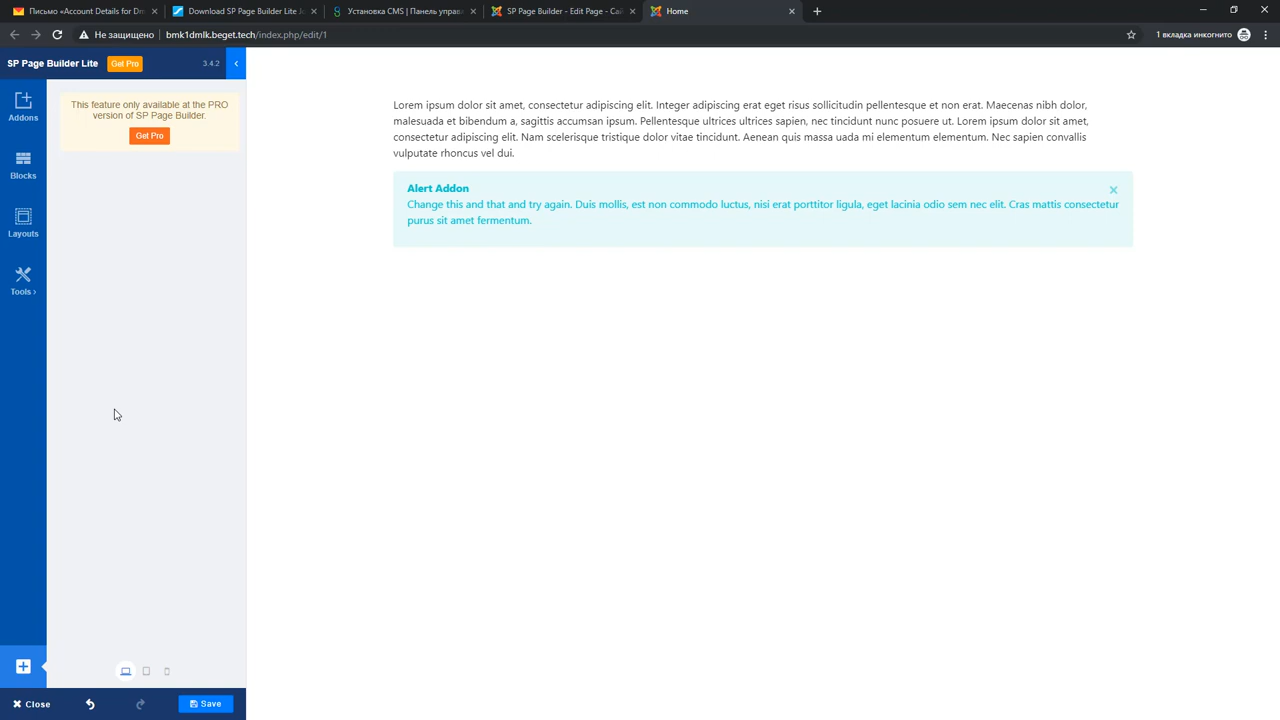 Письмо «Account Details for Dm
Download SP Page Builder Lite Jo
Установка CMS | Панель управ
SP Page Builder - Edit Page - Са
Home
Не защищено
bmk1dmlk.beget.tech/index.php/edit/1
1 вкладка инкогнито
SP Page Builder Lite
Get Pro
3.4.2
Addons
Blocks
Layouts
Tools ›
This feature only available at the PRO
version of SP Page Builder.
Get Pro
Lorem ipsum dolor sit amet, consectetur adipiscing elit. Integer adipiscing erat eget risus sollicitudin pellentesque et non erat. Maecenas nibh dolor,
malesuada et bibendum a, sagittis accumsan ipsum. Pellentesque ultrices ultrices sapien, nec tincidunt nunc posuere ut. Lorem ipsum dolor sit amet,
consectetur adipiscing elit. Nam scelerisque tristique dolor vitae tincidunt. Aenean quis massa uada mi elementum elementum. Nec sapien convallis
vulputate rhoncus vel dui.
Alert Addon
Change this and that and try again. Duis mollis, est non commodo luctus, nisi erat porttitor ligula, eget lacinia odio sem nec elit. Cras mattis consectetur
purus sit amet fermentum.
Close
Save